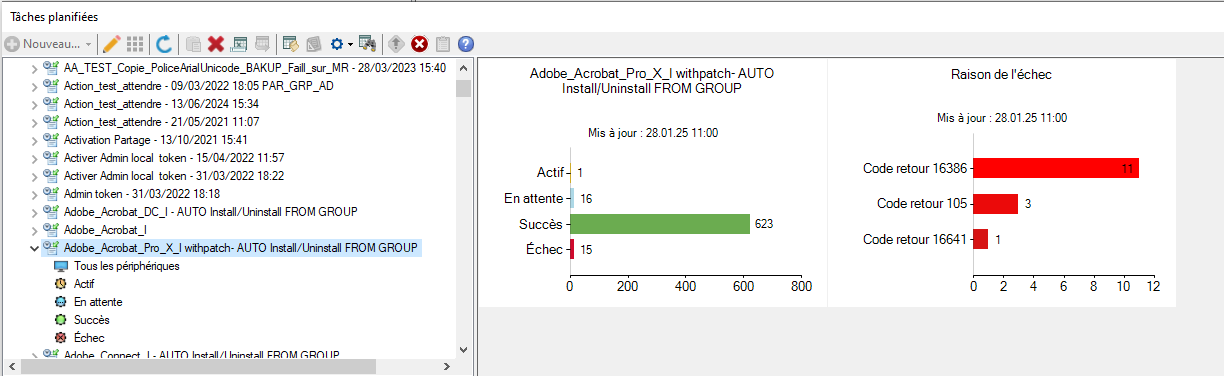 Tâches planifiées
Nouveau...
AA_TEST_Copie_PoliceArialUnicode_BAKUP_Faill_sur_MR - 28/03/2023 15:40
Action_test_attendre - 09/03/2022 18:05 PAR_GRP_AD
Action_test_attendre - 13/06/2024 15:34
Action_test_attendre - 21/05/2021 11:07
Activation Partage - 13/10/2021 15:41
Activer Admin local token - 15/04/2022 11:57
Activer Admin local token - 31/03/2022 18:22
Admin token - 31/03/2022 18:18
Adobe_Acrobat_DC_I - AUTO Install/Uninstall FROM GROUP
Adobe_Acrobat_I
Adobe_Acrobat_Pro_X_I withpatch- AUTO Install/Uninstall FROM GROUP
Tous les périphériques
Actif
En attente
Succès
Échec
Adobe_Connect_I - AUTO Install/Uninstall FROM GROUP
Adobe_Acrobat_Pro_X_I withpatch- AUTO
Install/Uninstall FROM GROUP
Mis à jour : 28.01.25 11:00
Actif 1
En attente 16
Succès 623
Échec 15
0 200 400 600 800
Raison de l'échec
Mis à jour : 28.01.25 11:00
Code retour 16386 11
Code retour 105 3
Code retour 16641 1
0 2 4 6 8 10 12